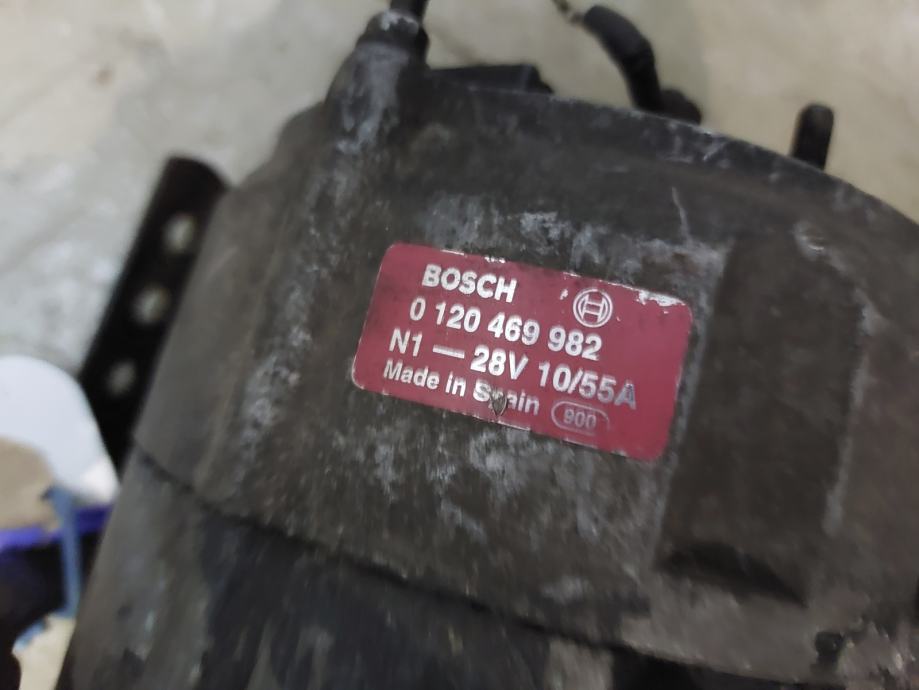 BOSCH
0 120 469 982
N1 — 28V 10/55A
Made in Spain 900